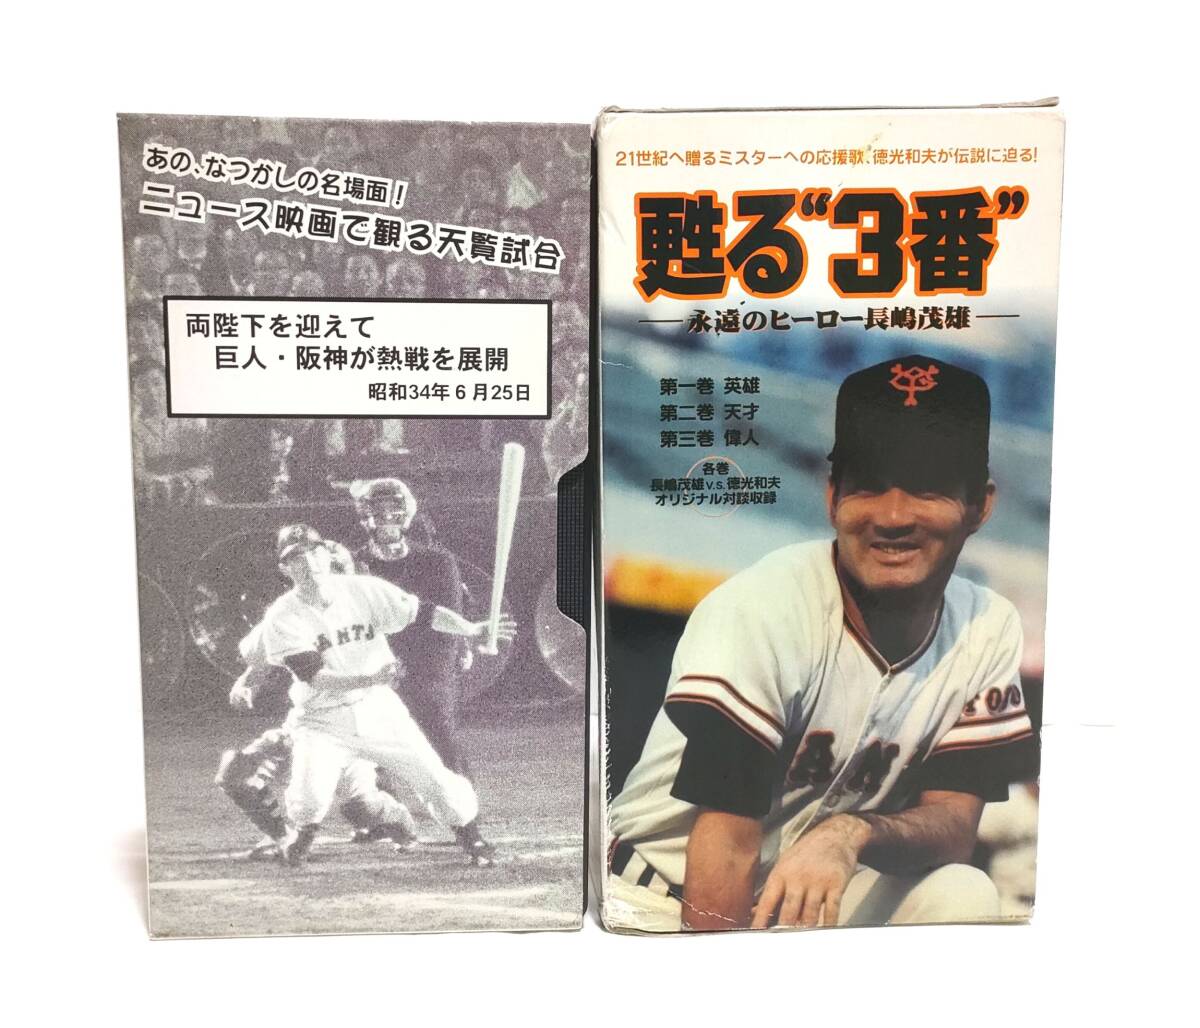 あの、なつかしの名場面!
ニュース映画で観る天覧試合
両陛下を迎えて
巨人・阪神が熱戦を展開
昭和34年6月25日
ANTS
21世紀へ贈るミスターへの応援歌、徳光和夫が伝説に迫る!
甦る“3番”
永遠のヒーロー長嶋茂雄
第一巻 英雄
第二巻 天才
第三巻 偉人
各巻
長嶋茂雄v.s.徳光和夫
オリジナル対談収録
YG
TOKYO
IAN